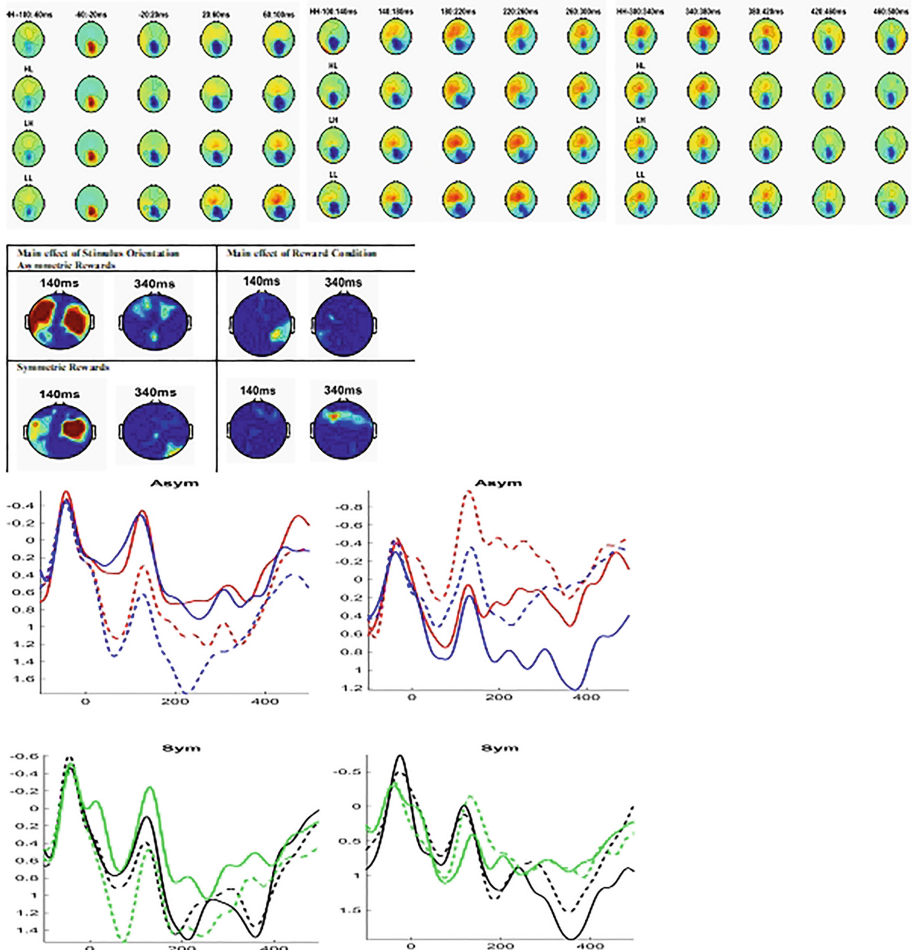 HH-100:-60ms -60:-20ms -20:20ms 20:60ms 60:100ms HH-100:140ms 140:180ms 180:220ms 220:260ms 260:300ms HH-300:340ms 340:380ms 380:420ms 420:460ms 460:500ms
HL HL HL
LH LH LH
LL LL LL
Main effect of Stimulus Orientation
Asymmetric Rewards
Main effect of Reward Condition
140ms 340ms 140ms 340ms
Symmetric Rewards
140ms 340ms 140ms 340ms
Asym
-0.4
-0.2
0
0.2
0.4
0.6
0.8
1
1.2
1.4
1.6
0 200 400
Asym
-0.8
-0.4
0
0.2
0.4
0.6
0.8
1
1.2
0 200 400
Sym
-0.6
-0.4
-0.2
0
0.2
0.4
0.6
0.8
1
1.2
1.4
0 200 400
Sym
-0.5
0
0.5
1
1.5
0 200 400